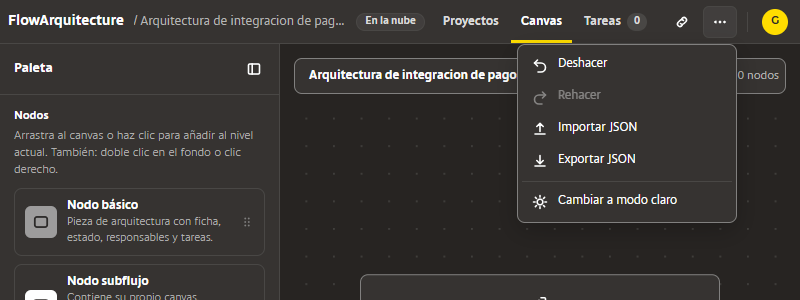 FlowArquitecture / Arquitectura de integracion de pag... En la nube Proyectos Canvas Tareas 0 G
Paleta
Arquitectura de integracion de pago
0 nodos
Deshacer
Rehacer
Importar JSON
Exportar JSON
Cambiar a modo claro
Nodos
Arrastra al canvas o haz clic para añadir al nivel
actual. También: doble clic en el fondo o clic
derecho.
Nodo básico
Pieza de arquitectura con ficha,
estado, responsables y tareas.
Nodo subflujo
Contiene su propio canvas